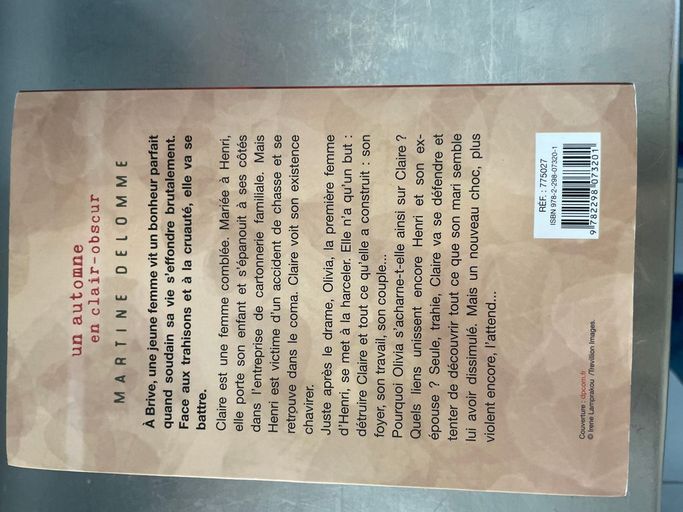 un automne
en clair-obscur
MARTINE DELOMME
À Brive, une jeune femme vit un bonheur parfait
quand soudain sa vie s'effondre brutalement.
Face aux trahisons et à la cruauté, elle va se
battre.
Claire est une femme comblée. Mariée à Henri,
elle porte son enfant et s'épanouit à ses côtés
dans l'entreprise de cartonnerie familiale. Mais
Henri est victime d'un accident de chasse et se
retrouve dans le coma. Claire voit son existence
chavirer.
Juste après le drame, Olivia, la première femme
d'Henri, se met à la harceler. Elle n'a qu'un but :
détruire Claire et tout ce qu'elle a construit : son
foyer, son travail, son couple...
Pourquoi Olivia s'acharne-t-elle ainsi sur Claire ?
Quels liens unissent encore Henri et son ex-
épouse ? Seule, trahie, Claire va se défendre et
tenter de découvrir tout ce que son mari semble
lui avoir dissimulé. Mais un nouveau choc, plus
violent encore, l'attend...
Couverture : dpcom.fr
© Irene Lamprakou /Trevillion Images.
RÉF. : 775027
ISBN 978-2-298-07320-1
9 782298 073201